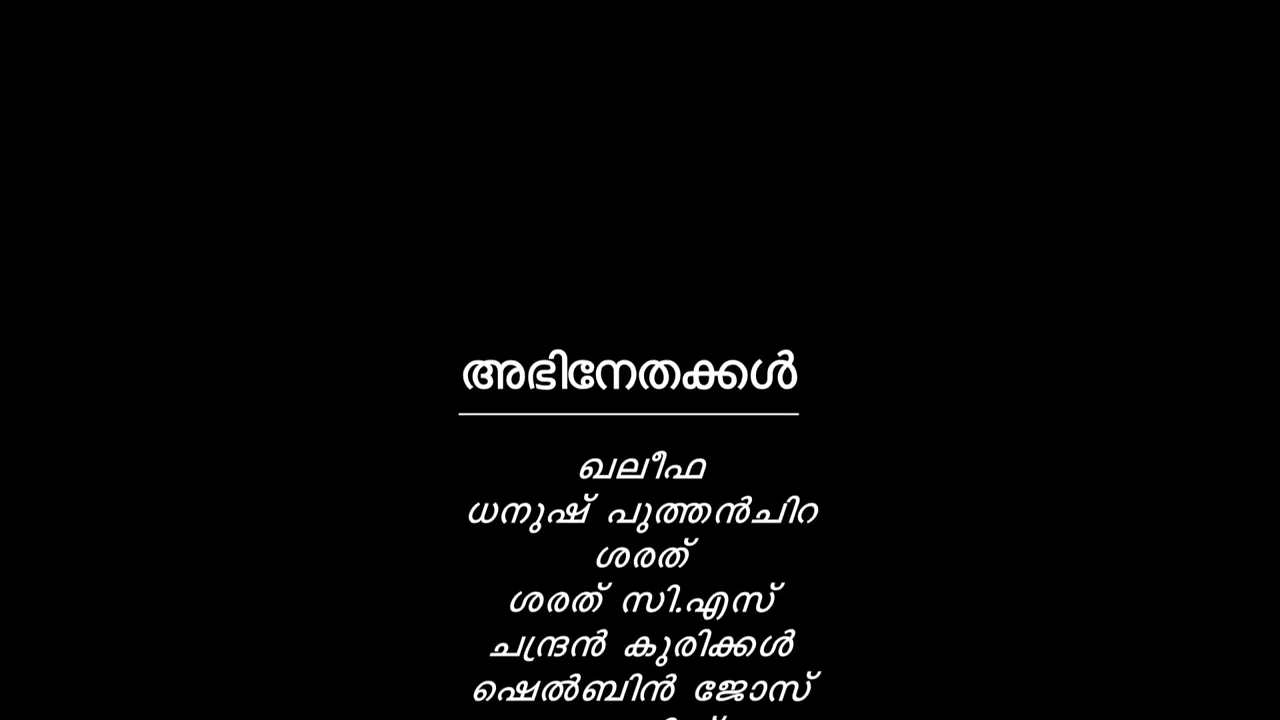 അഭിനേതക്കൾ
ഖലീഫ
ധനുഷ് പുത്തൻചിറ
ശരത്
ശരത് സി.എസ്
ചന്ദ്രൻ കുരിക്കൾ
ഷെൽബിൻ ജോസ്